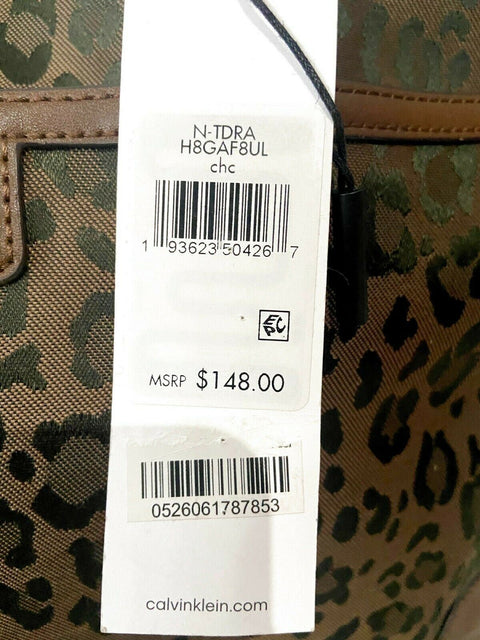 N-TDRA
H8GAF8UL
chc
1 93623 50426 7
MSRP $148.00
0526061787853
calvinklein.com